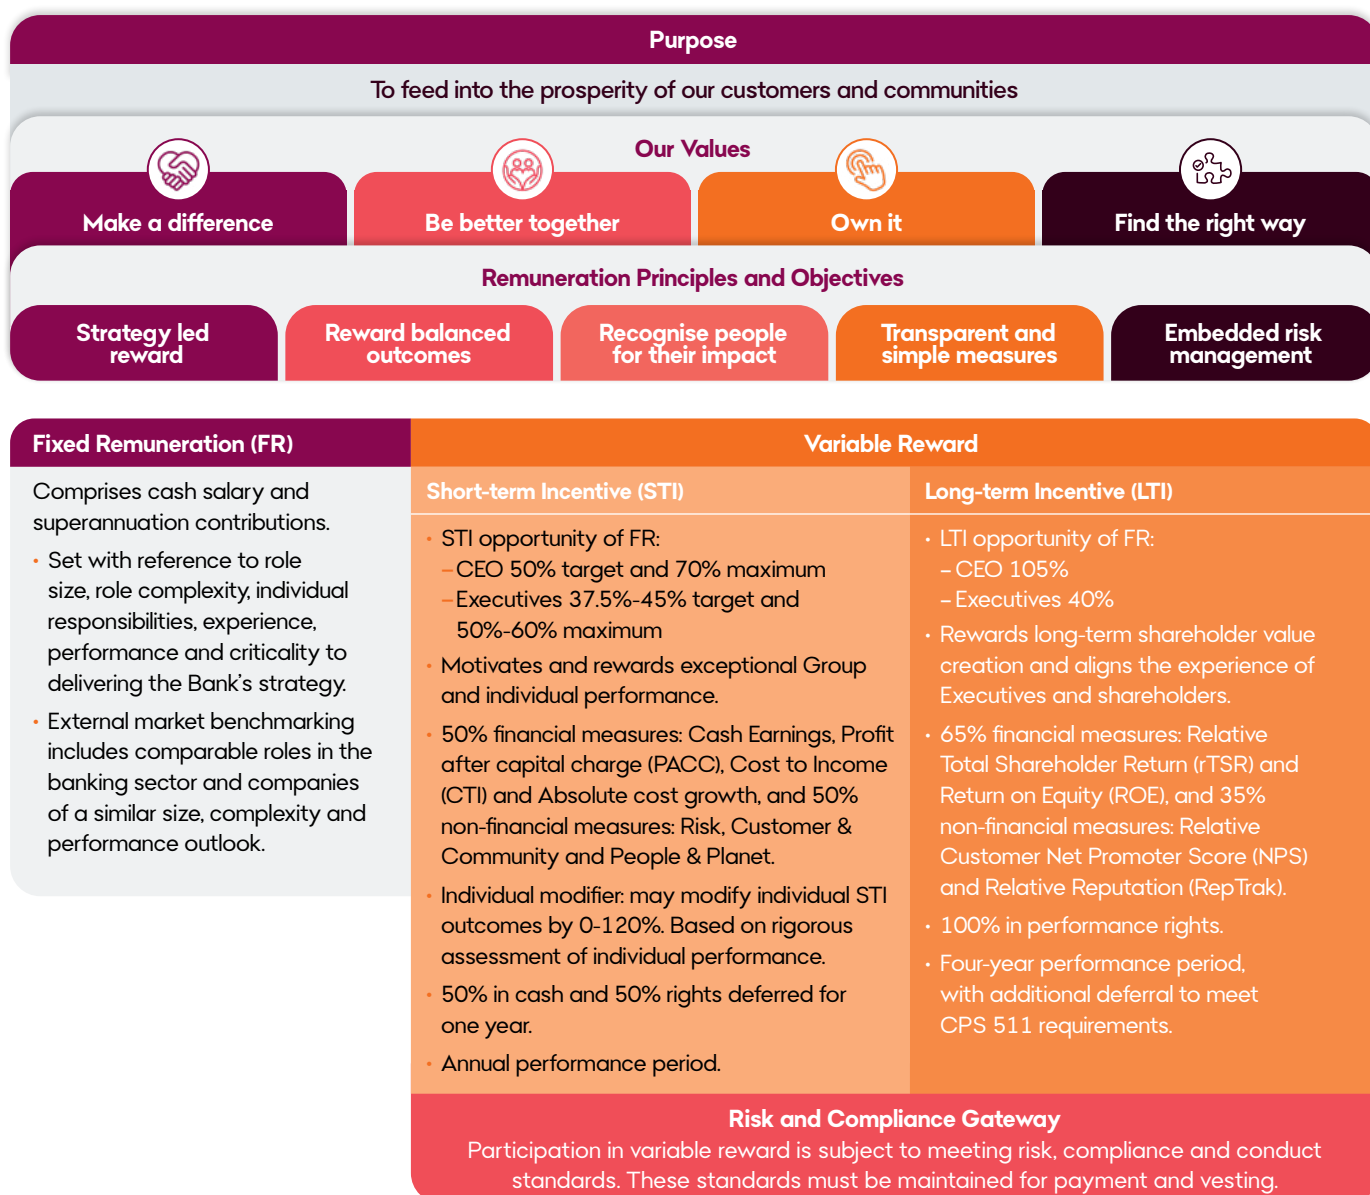 Purpose
To feed into the prosperity of our customers and communities
Our Values
Make a difference
Be better together
Own it
Find the right way
Remuneration Principles and Objectives
Strategy led
reward
Reward balanced
outcomes
Recognise people
for their impact
Transparent and
simple measures
Embedded risk
management
Fixed Remuneration (FR)
Comprises cash salary and
superannuation contributions.
• Set with reference to role
size, role complexity, individual
responsibilities, experience,
performance and criticality to
delivering the Bank's strategy.
• External market benchmarking
includes comparable roles in the
banking sector and companies
of a similar size, complexity and
performance outlook.
Variable Reward
Short-term Incentive (STI)
• STI opportunity of FR:
– CEO 50% target and 70% maximum
– Executives 37.5%-45% target and
50%-60% maximum
• Motivates and rewards exceptional Group
and individual performance.
• 50% financial measures: Cash Earnings, Profit
after capital charge (PACC), Cost to Income
(CTI) and Absolute cost growth, and 50%
non-financial measures: Risk, Customer &
Community and People & Planet.
• Individual modifier: may modify individual STI
outcomes by 0-120%. Based on rigorous
assessment of individual performance.
• 50% in cash and 50% rights deferred for
one year.
• Annual performance period.
Long-term Incentive (LTI)
• LTI opportunity of FR:
– CEO 105%
– Executives 40%
• Rewards long-term shareholder value
creation and aligns the experience of
Executives and shareholders.
• 65% financial measures: Relative
Total Shareholder Return (rTSR) and
Return on Equity (ROE), and 35%
non-financial measures: Relative
Customer Net Promoter Score (NPS)
and Relative Reputation (RepTrak).
• 100% in performance rights.
• Four-year performance period,
with additional deferral to meet
CPS 511 requirements.
Risk and Compliance Gateway
Participation in variable reward is subject to meeting risk, compliance and conduct
standards. These standards must be maintained for payment and vesting.